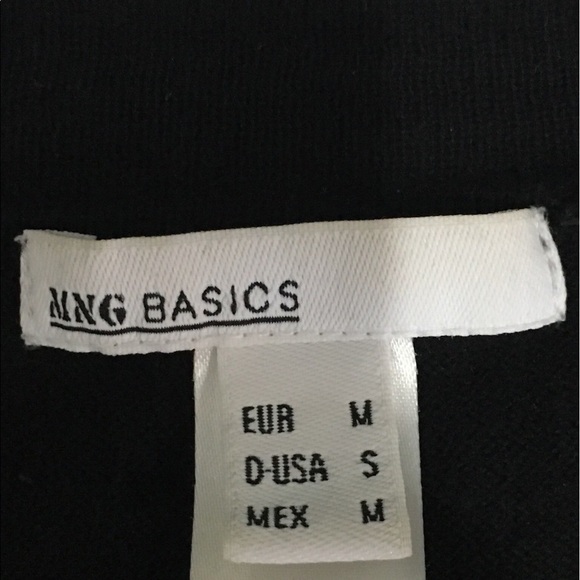 MNG BASICS
EUR M
D-USA S
MEX M